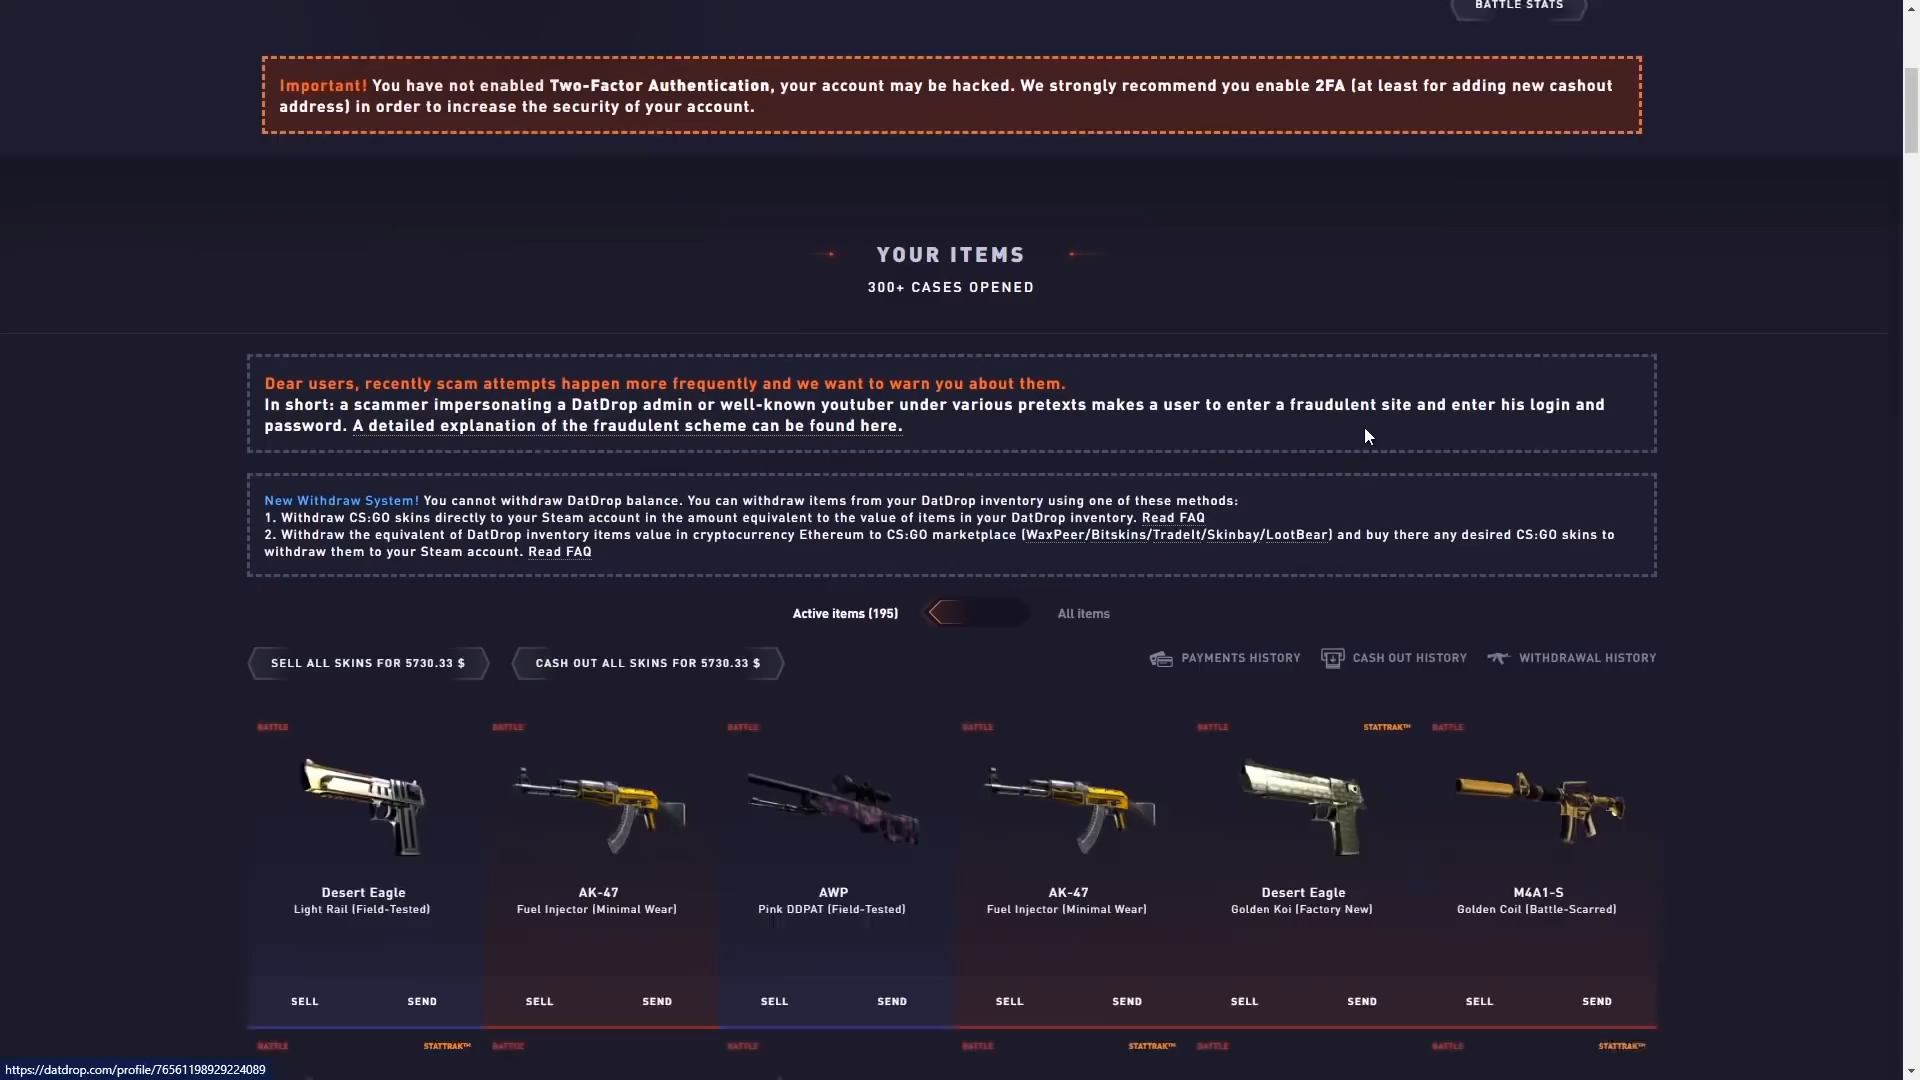 BATTLE STATS
Important! You have not enabled Two-Factor Authentication, your account may be hacked. We strongly recommend you enable 2FA (at least for adding new cashout
address) in order to increase the security of your account.
YOUR ITEMS
300+ CASES OPENED
Dear users, recently scam attempts happen more frequently and we want to warn you about them.
In short: a scammer impersonating a DatDrop admin or well-known youtuber under various pretexts makes a user to enter a fraudulent site and enter his login and
password. A detailed explanation of the fraudulent scheme can be found here.
New Withdraw System! You cannot withdraw DatDrop balance. You can withdraw items from your DatDrop inventory using one of these methods:
1. Withdraw CS:GO skins directly to your Steam account in the amount equivalent to the value of items in your DatDrop inventory. Read FAQ
2. Withdraw the equivalent of DatDrop inventory items value in cryptocurrency Ethereum to CS:GO marketplace (WaxPeer/Bitskins/TradeIt/Skinbay/LootBear) and buy there any desired CS:GO skins to
withdraw them to your Steam account. Read FAQ
Active items (195) All items
SELL ALL SKINS FOR 5730.33 $ CASH OUT ALL SKINS FOR 5730.33 $ PAYMENTS HISTORY CASH OUT HISTORY WITHDRAWAL HISTORY
BATTLE BATTLE BATTLE BATTLE BATTLE STATTRAK™ BATTLE
Desert Eagle AK-47 AWP AK-47 Desert Eagle M4A1-S
Light Rail (Field-Tested) Fuel Injector (Minimal Wear) Pink DDPAT (Field-Tested) Fuel Injector (Minimal Wear) Golden Koi (Factory New) Golden Coil (Battle-Scarred)
SELL SEND SELL SEND SELL SEND SELL SEND SELL SEND SELL SEND
BATTLE STATTRAK™ BATTLE BATTLE BATTLE STATTRAK™ BATTLE BATTLE STATTRAK™
https://datdrop.com/profile/76561198929224089